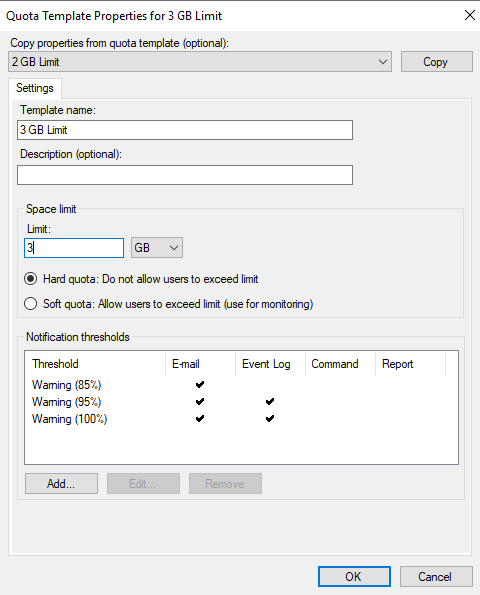 Quota Template Properties for 3 GB Limit
Copy properties from quota template (optional):
2 GB Limit
Copy
Settings
Template name:
3 GB Limit
Description (optional):
Space limit
Limit:
3
GB
Hard quota: Do not allow users to exceed limit
Soft quota: Allow users to exceed limit (use for monitoring)
Notification thresholds
Threshold E-mail Event Log Command Report
Warning (85%)
Warning (95%)
Warning (100%)
Add... Edit... Remove
OK Cancel